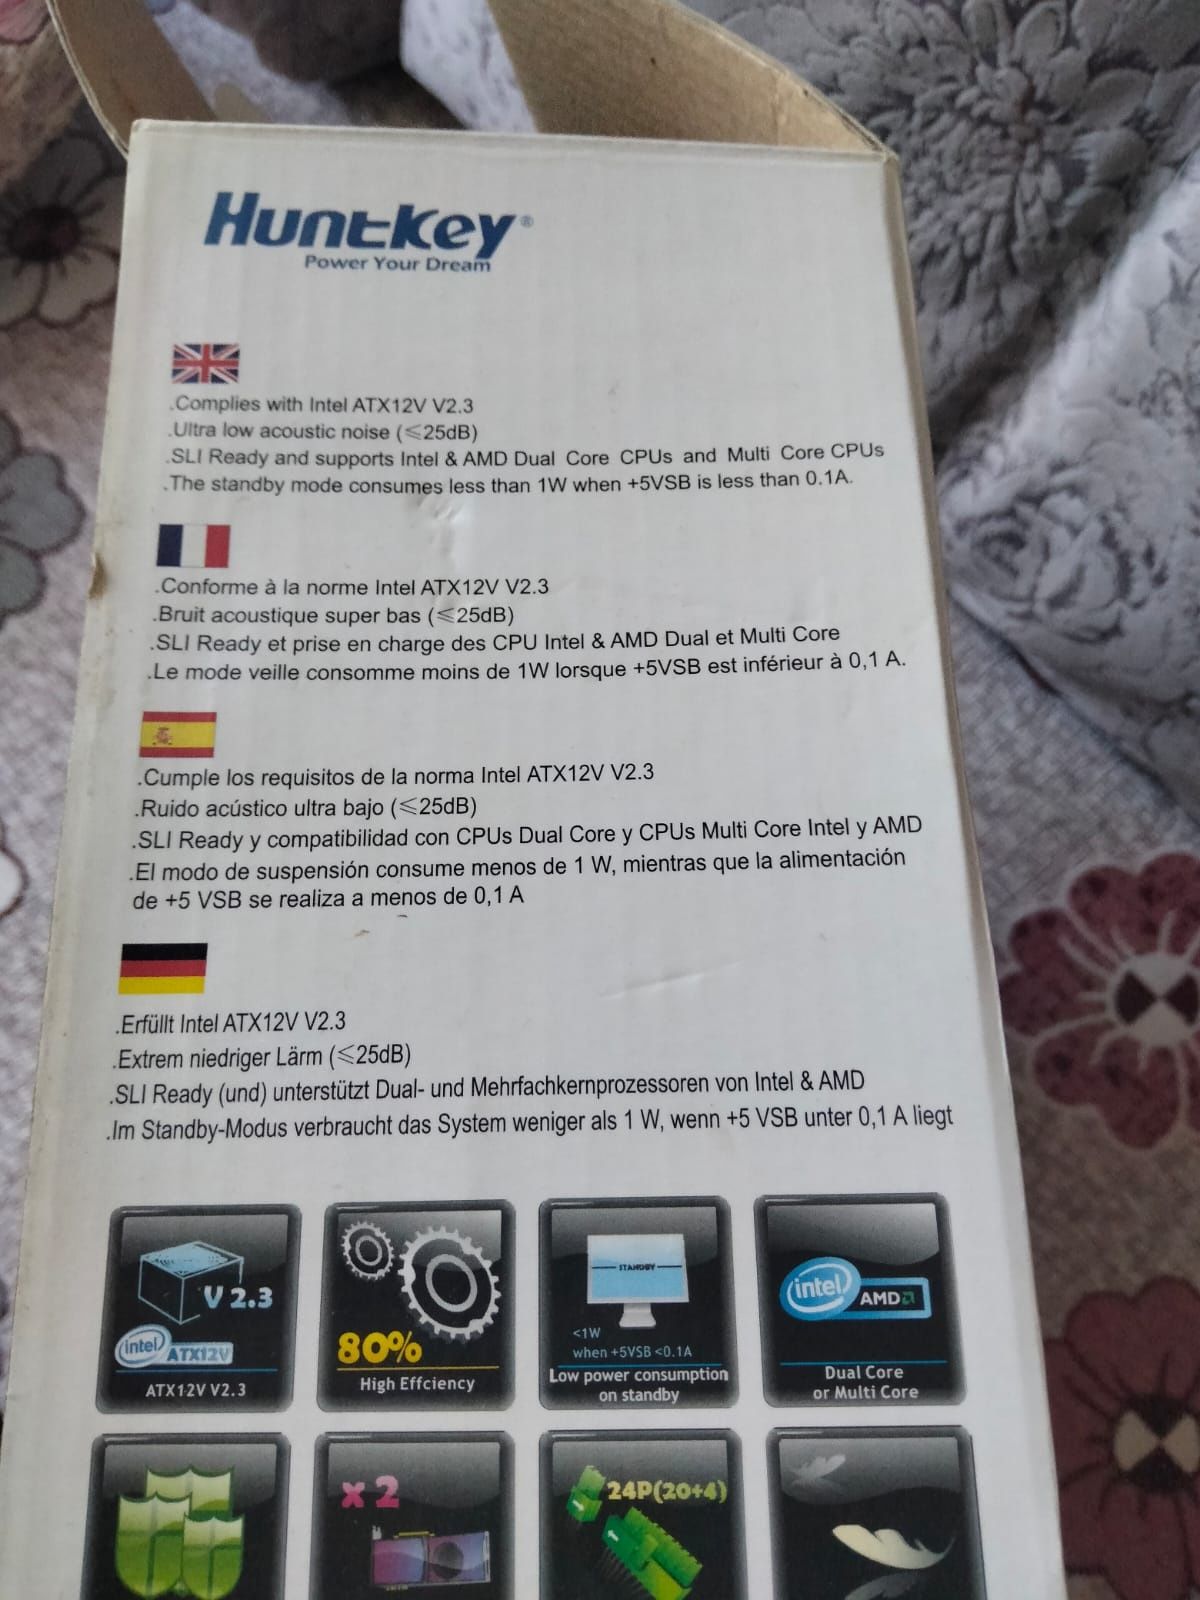 Huntkey®
Power Your Dream
.Complies with Intel ATX12V V2.3
.Ultra low acoustic noise (⩽25dB)
.SLI Ready and supports Intel & AMD Dual Core CPUs and Multi Core CPUs
.The standby mode consumes less than 1W when +5VSB is less than 0.1A.
.Conforme à la norme Intel ATX12V V2.3
.Bruit acoustique super bas (⩽25dB)
.SLI Ready et prise en charge des CPU Intel & AMD Dual et Multi Core
.Le mode veille consomme moins de 1W lorsque +5VSB est inférieur à 0,1 A.
.Cumple los requisitos de la norma Intel ATX12V V2.3
.Ruido acústico ultra bajo (⩽25dB)
.SLI Ready y compatibilidad con CPUs Dual Core y CPUs Multi Core Intel y AMD
.El modo de suspensión consume menos de 1 W, mientras que la alimentación
de +5 VSB se realiza a menos de 0,1 A
.Erfüllt Intel ATX12V V2.3
.Extrem niedriger Lärm (⩽25dB)
.SLI Ready (und) unterstützt Dual- und Mehrfachkernprozessoren von Intel & AMD
.Im Standby-Modus verbraucht das System weniger als 1 W, wenn +5 VSB unter 0,1 A liegt
V 2.3
intel ATX12V
ATX12V V2.3
80%
High Effciency
STANDBY
<1W
when +5VSB <0.1A
Low power consumption
on standby
intel AMD
Dual Core
or Multi Core
x 2
24P(20+4)